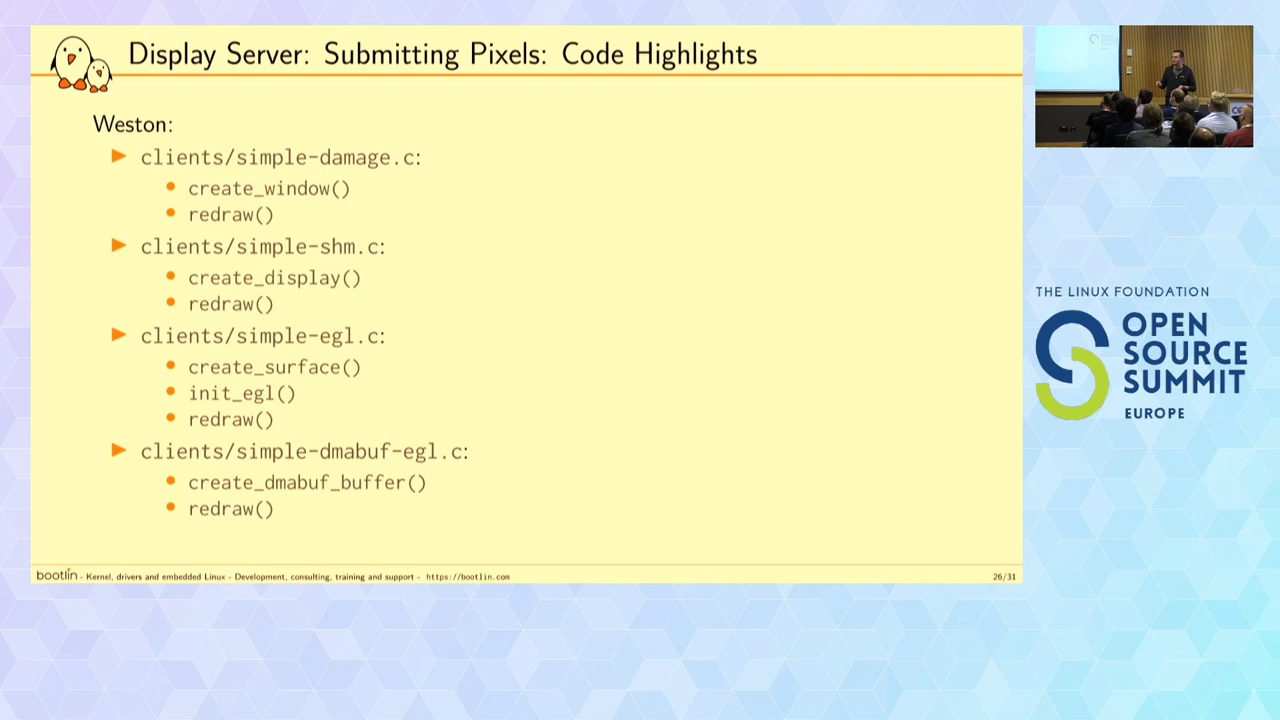 Display Server: Submitting Pixels: Code Highlights
Weston:
clients/simple-damage.c:
create_window()
redraw()
clients/simple-shm.c:
create_display()
redraw()
clients/simple-egl.c:
create_surface()
init_egl()
redraw()
clients/simple-dmabuf-egl.c:
create_dmabuf_buffer()
redraw()
bootlin - Kernel, drivers and embedded Linux - Development, consulting, training and support - https://bootlin.com
26/31
THE LINUX FOUNDATION
OPEN
SOURCE
SUMMIT
EUROPE